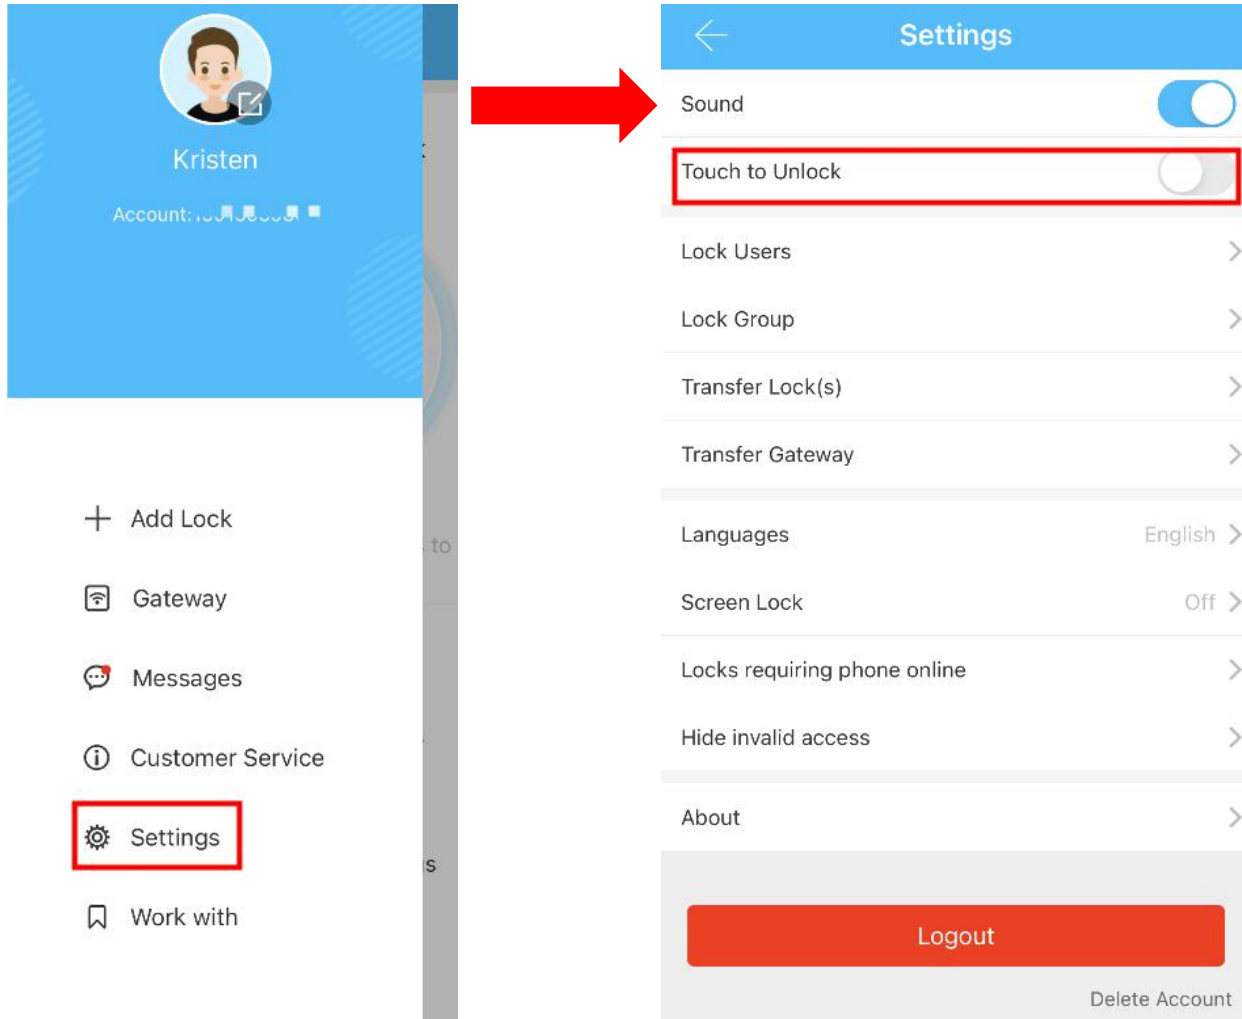 Kristen
Account:
Add Lock
Gateway
Messages
Customer Service
Settings
Work with
to
s
Settings
Sound
Touch to Unlock
Lock Users
Lock Group
Transfer Lock(s)
Transfer Gateway
Languages English
Screen Lock Off
Locks requiring phone online
Hide invalid access
About
Logout
Delete Account